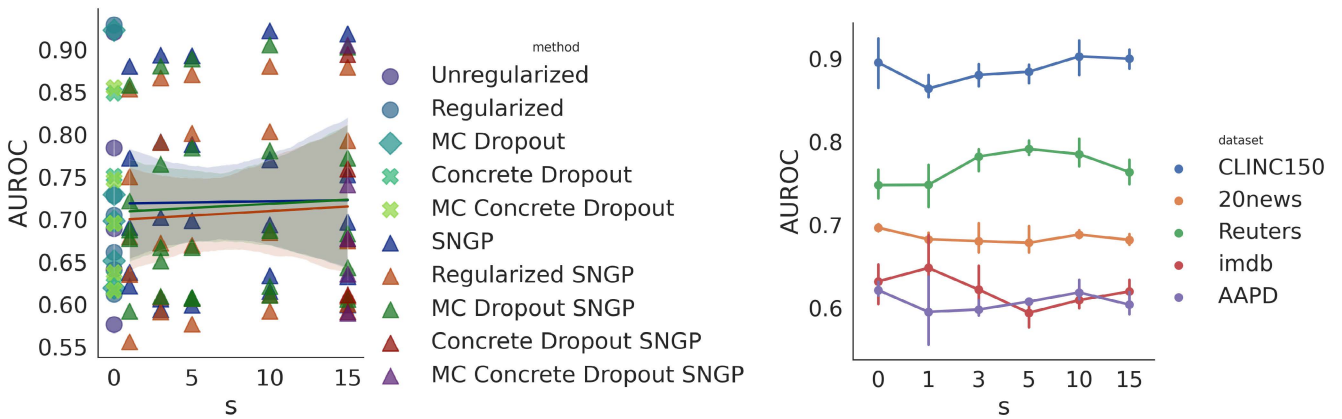 AUROC
0.90
0.85
0.80
0.75
0.70
0.65
0.60
0.55
0
5
10
15
s
method
Unregularized
Regularized
MC Dropout
Concrete Dropout
MC Concrete Dropout
SNGP
Regularized SNGP
MC Dropout SNGP
Concrete Dropout SNGP
MC Concrete Dropout SNGP
AUROC
0.9
0.8
0.7
0.6
0
1
3
5
10
15
s
dataset
CLINC150
20news
Reuters
imdb
AAPD